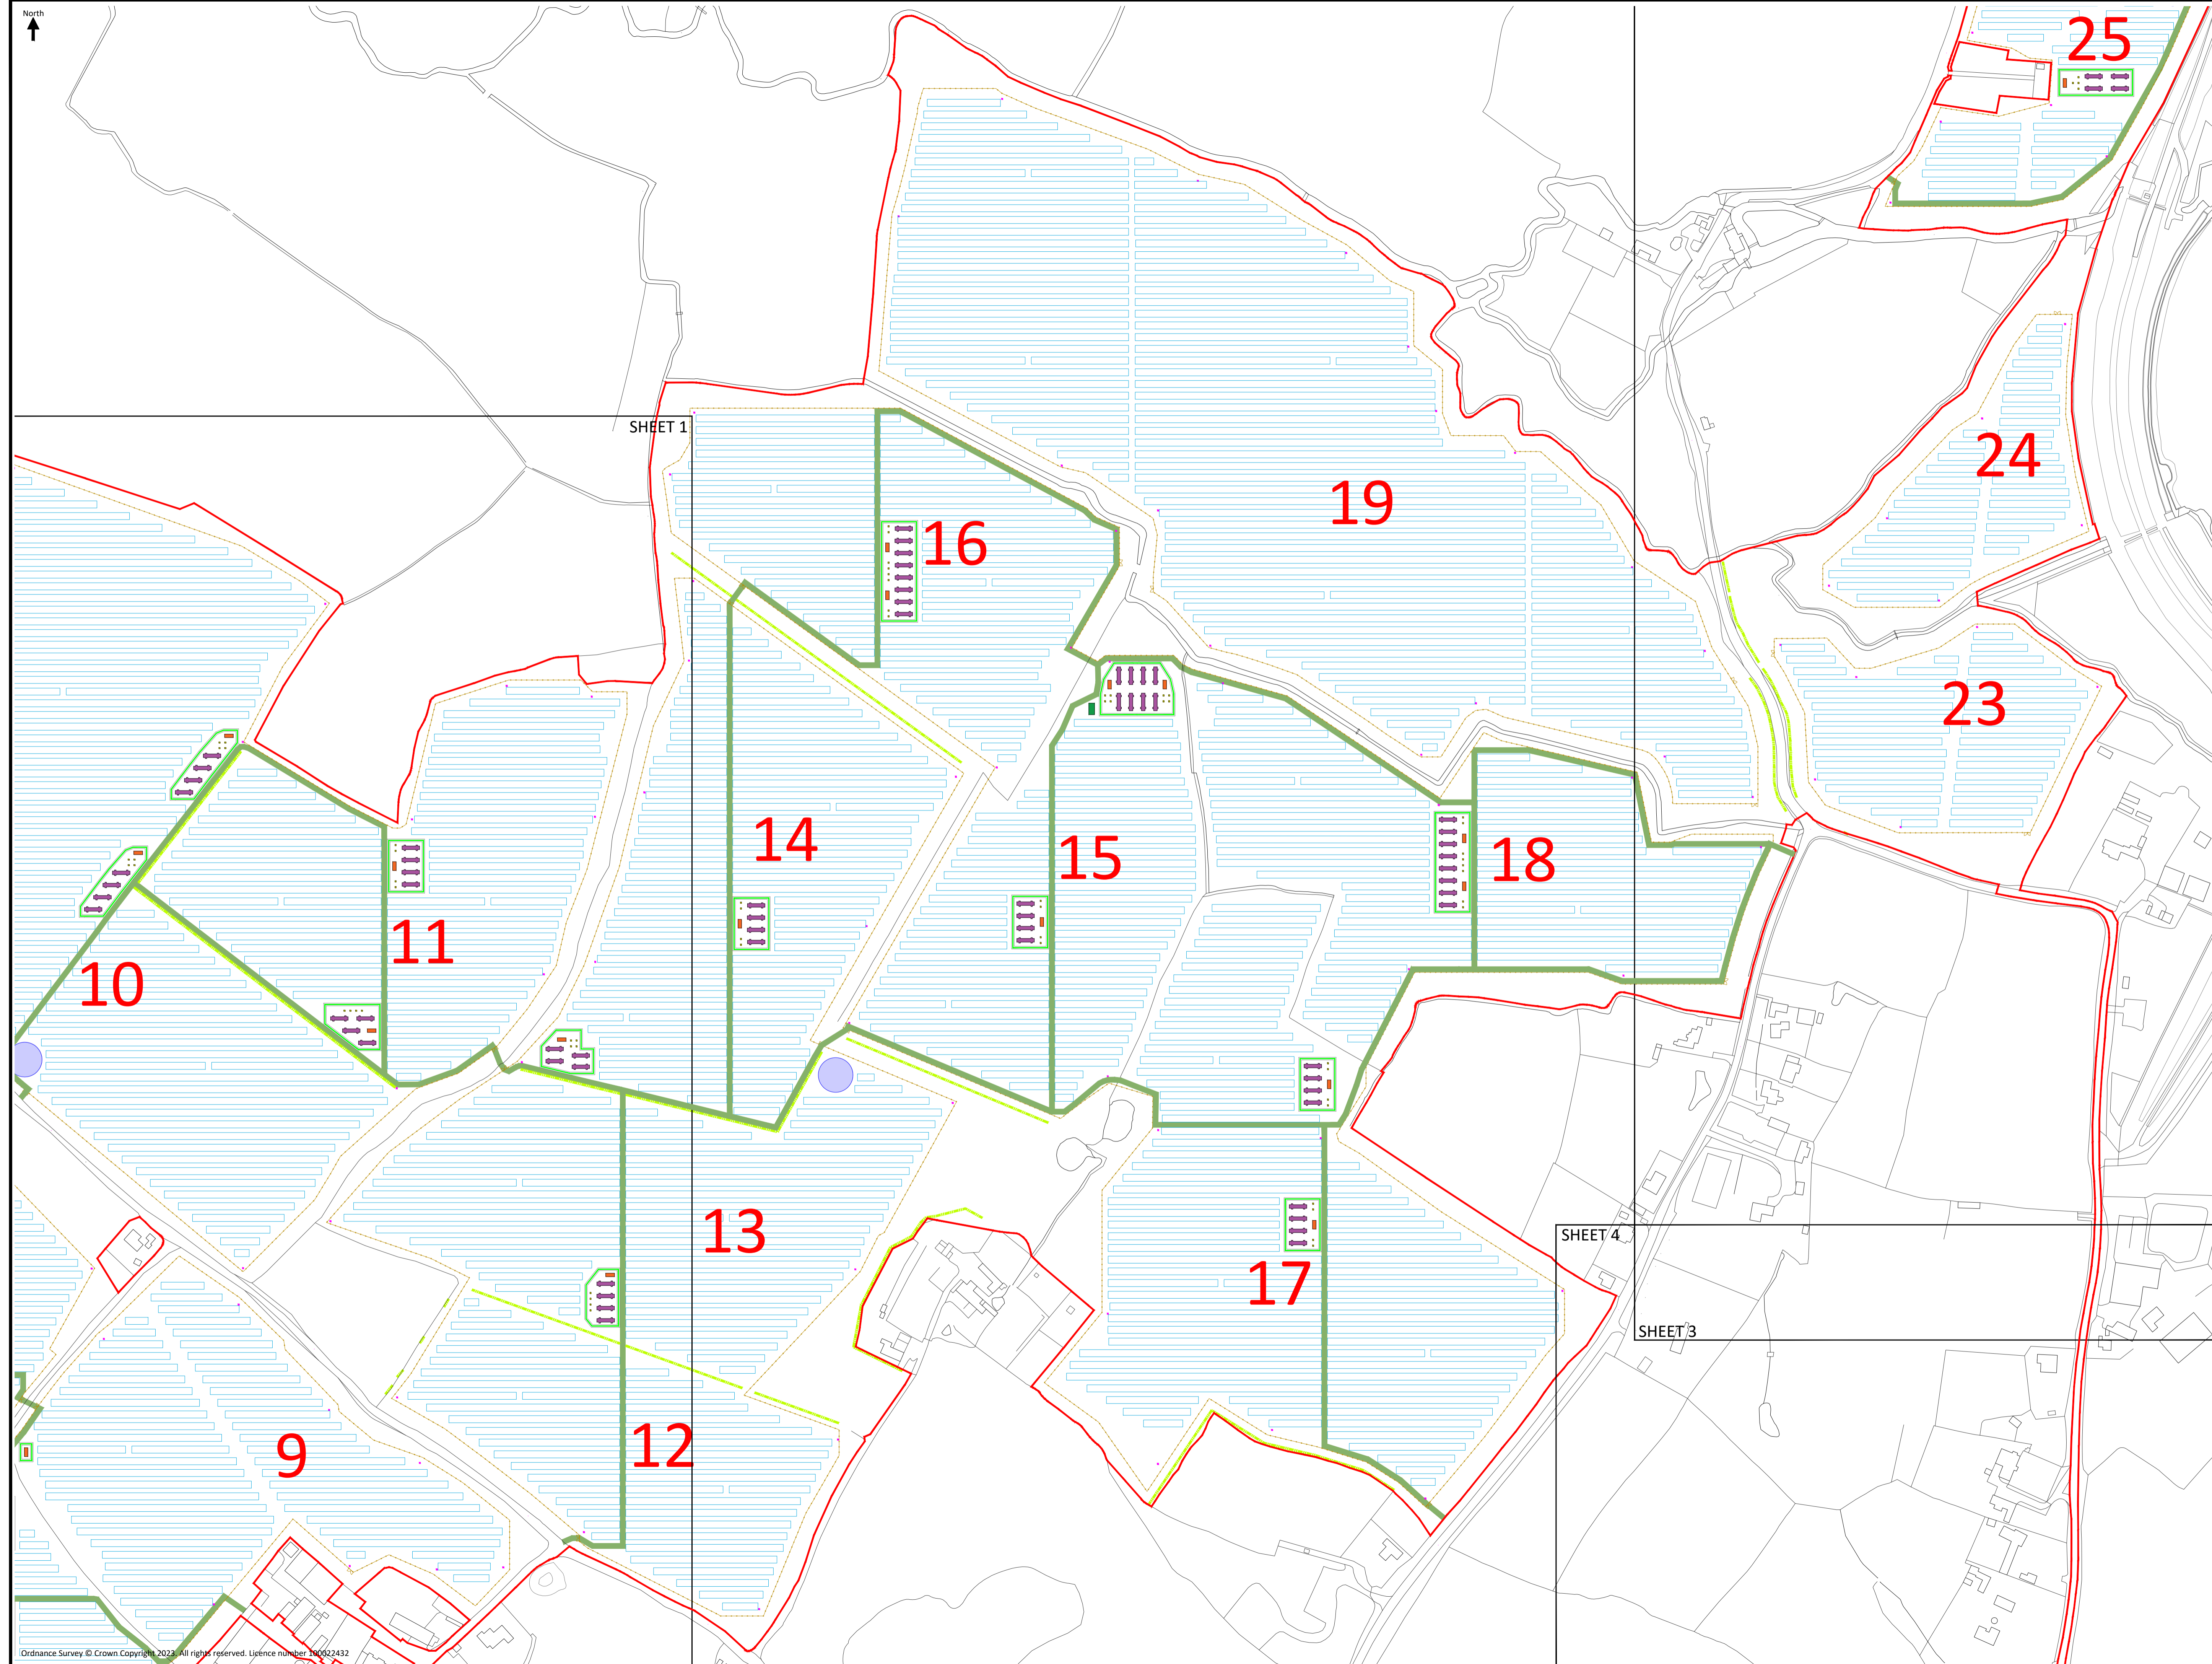 North
25
SHEET 1
24
19
16
23
14
15
18
11
10
13
SHEET 4
17
SHEET 3
12
9
Ordnance Survey © Crown Copyright 2023. All rights reserved. Licence number 100022432